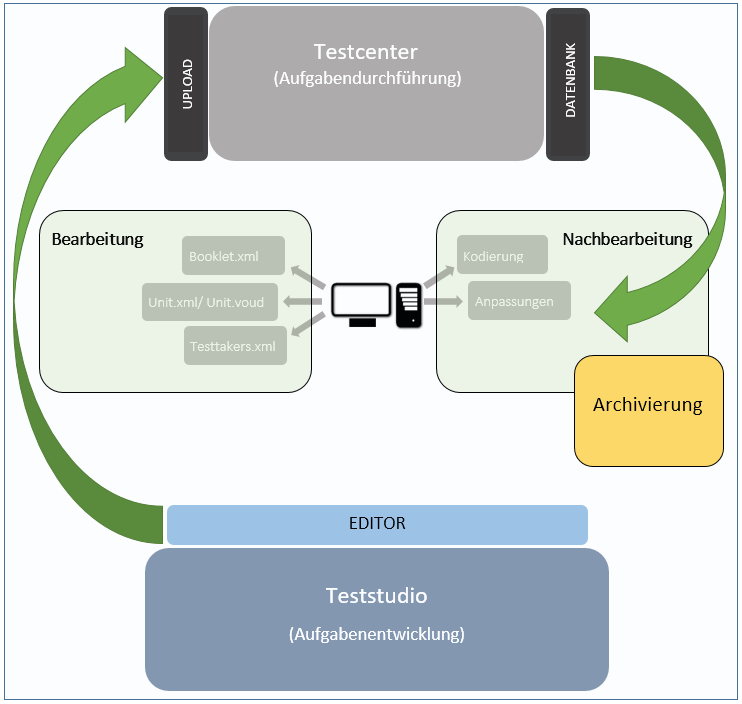 UPLOAD
Testcenter
(Aufgabendurchführung)
DATENBANK
Bearbeitung
Booklet.xml
Unit.xml/ Unit.voud
Testtakers.xml
Nachbearbeitung
Kodierung
Anpassungen
Archivierung
EDITOR
Teststudio
(Aufgabenentwicklung)